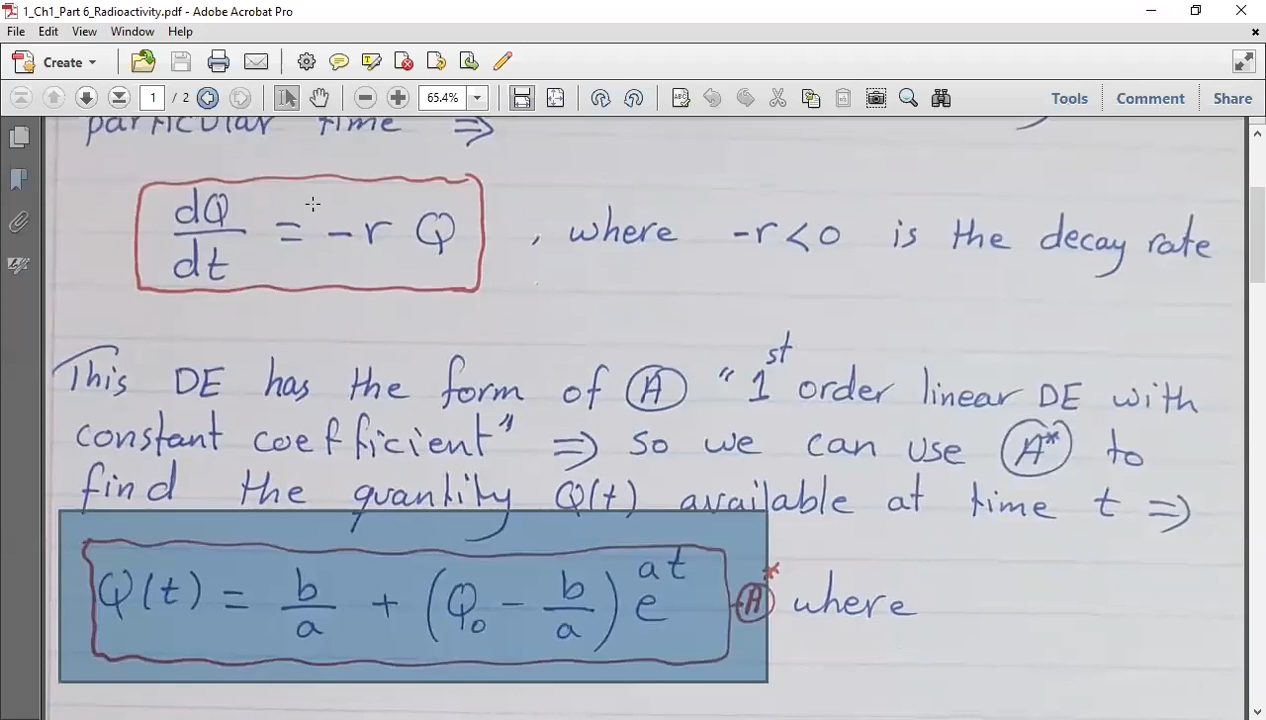 1_Ch1_Part 6_Radioactivity.pdf - Adobe Acrobat Pro
File Edit View Window Help
Create
1 / 2 65.4% Tools Comment Share
particular time ⇒
dQ/dt = -r Q , where -r<0 is the decay rate
This DE has the form of (A) "1st order linear DE with
constant coefficient" ⇒ so we can use (A*) to
find the quantity Q(t) available at time t ⇒
Q(t) = b/a + (Q₀ - b/a) e^{at} (A)* where